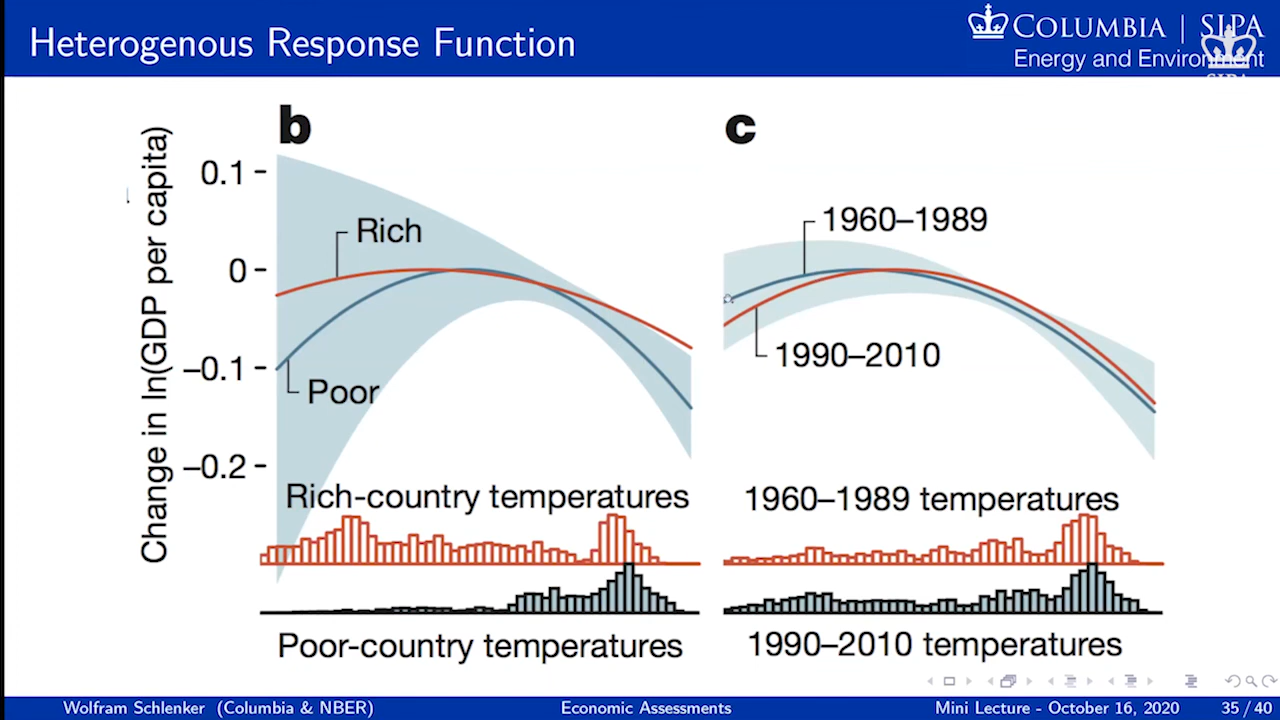 Heterogenous Response Function
COLUMBIA | SIPA
Energy and Environment
SIPA
b
c
Change in ln(GDP per capita)
0.1
0
–0.1
–0.2
Rich
Poor
1960–1989
1990–2010
Rich-country temperatures
Poor-country temperatures
1960–1989 temperatures
1990–2010 temperatures
Wolfram Schlenker (Columbia & NBER)
Economic Assessments
Mini Lecture - October 16, 2020
35 / 40